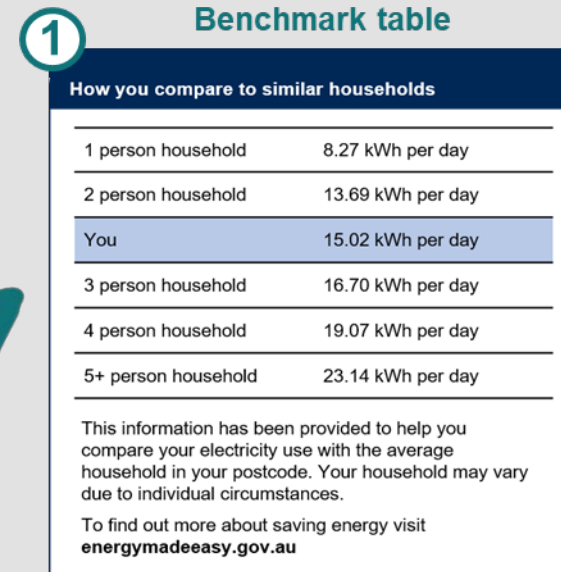 Benchmark table
1
How you compare to similar households
1 person household 8.27 kWh per day
2 person household 13.69 kWh per day
You 15.02 kWh per day
3 person household 16.70 kWh per day
4 person household 19.07 kWh per day
5+ person household 23.14 kWh per day
This information has been provided to help you
compare your electricity use with the average
household in your postcode. Your household may vary
due to individual circumstances.
To find out more about saving energy visit
energymadeeasy.gov.au